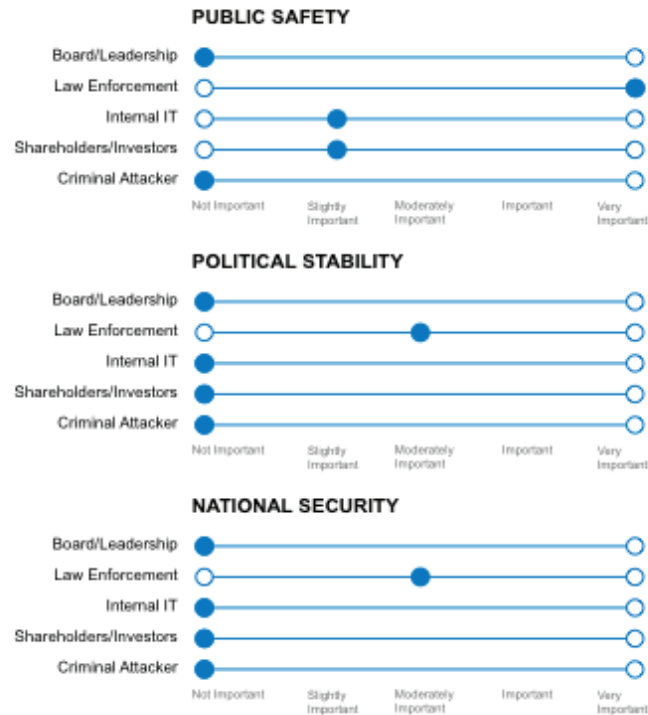 PUBLIC SAFETY
Board/Leadership
Law Enforcement
Internal IT
Shareholders/Investors
Criminal Attacker
Not Important Slightly Important Moderately Important Important Very Important
POLITICAL STABILITY
Board/Leadership
Law Enforcement
Internal IT
Shareholders/Investors
Criminal Attacker
Not Important Slightly Important Moderately Important Important Very Important
NATIONAL SECURITY
Board/Leadership
Law Enforcement
Internal IT
Shareholders/Investors
Criminal Attacker
Not Important Slightly Important Moderately Important Important Very Important